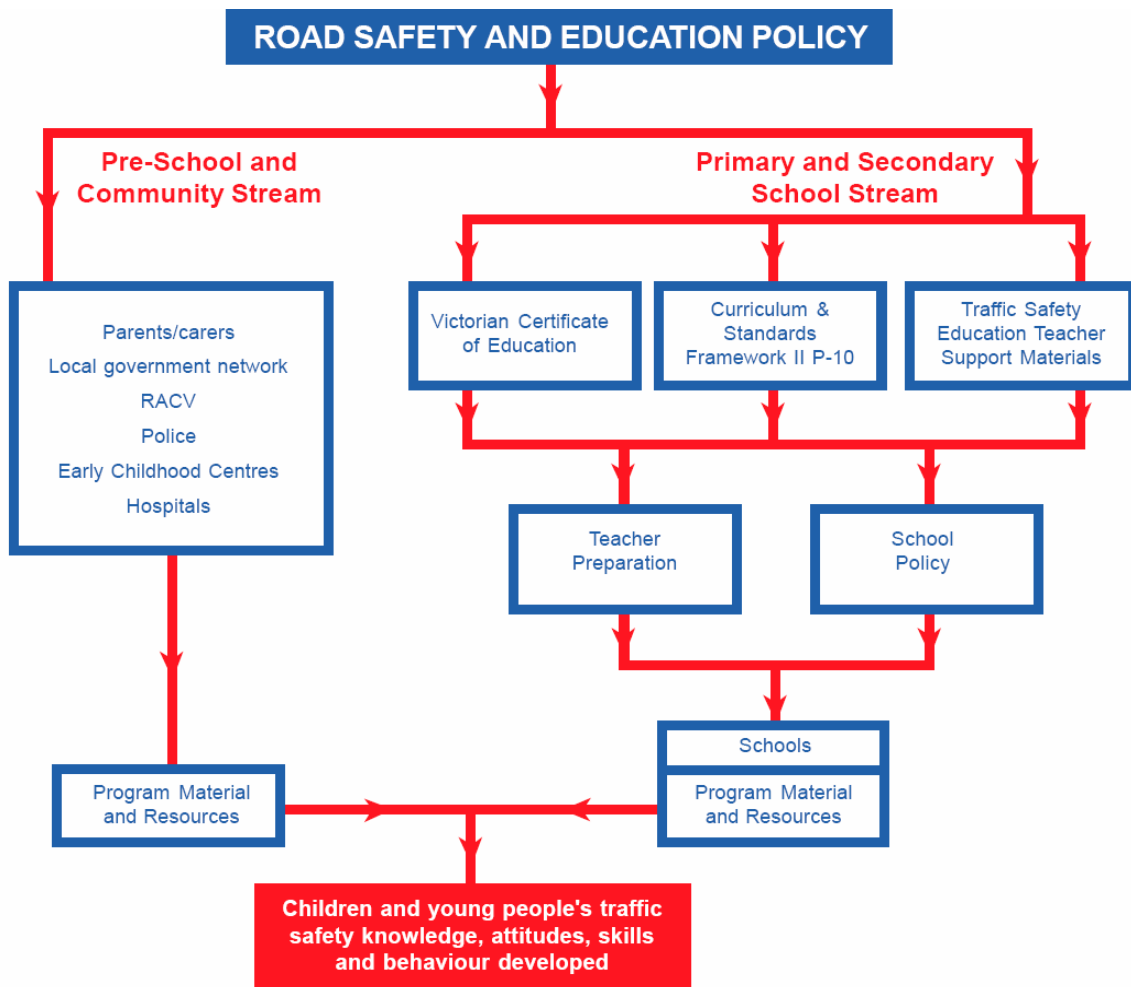 ROAD SAFETY AND EDUCATION POLICY
Pre-School and
Community Stream
Primary and Secondary
School Stream
Parents/carers
Local government network
RACV
Police
Early Childhood Centres
Hospitals
Victorian Certificate
of Education
Curriculum &
Standards
Framework II P-10
Traffic Safety
Education Teacher
Support Materials
Teacher
Preparation
School
Policy
Schools
Program Material
and Resources
Program Material
and Resources
Children and young people's traffic
safety knowledge, attitudes, skills
and behaviour developed